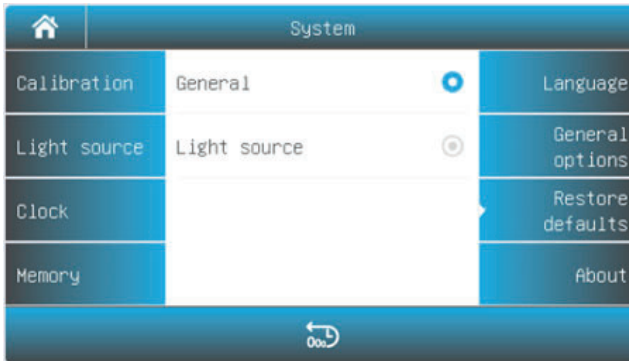 System
Calibration
Light source
Clock
Memory
General
Light source
Language
General
options
Restore
defaults
About